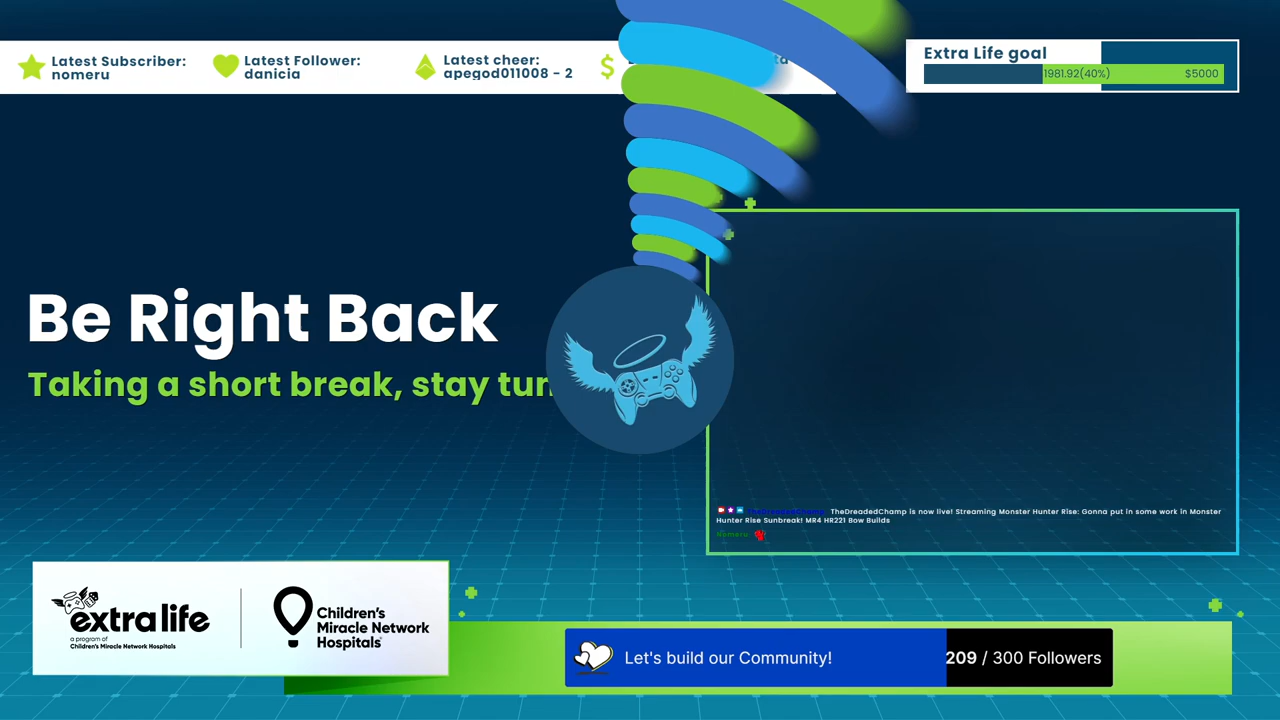 Latest Subscriber:
nomeru
Latest Follower:
danicia
Latest cheer:
apegod011008 - 2
$
Extra Life goal
1981.92(40%) $5000
Be Right Back
Taking a short break, stay tun
TheDreadedChamp: TheDreadedChamp is now live! Streaming Monster Hunter Rise: Gonna put in some work in Monster
Hunter Rise Sunbreak! MR4 HR221 Bow Builds
extra life
a program of
Children's Miracle Network Hospitals
Children's
Miracle Network
Hospitals
Let's build our Community!
209 / 300 Followers